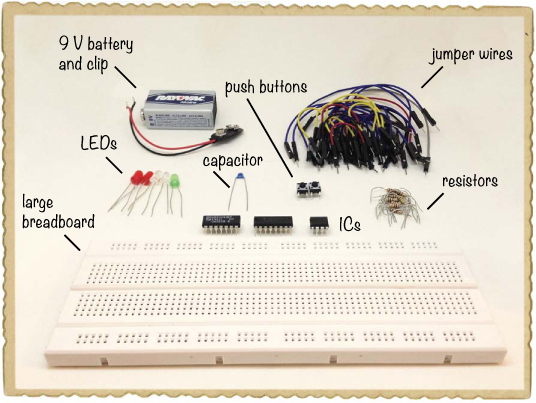 9 V battery
and clip
jumper wires
push buttons
RAYOVAC
LEDs
capacitor
resistors
large
breadboard
ICs